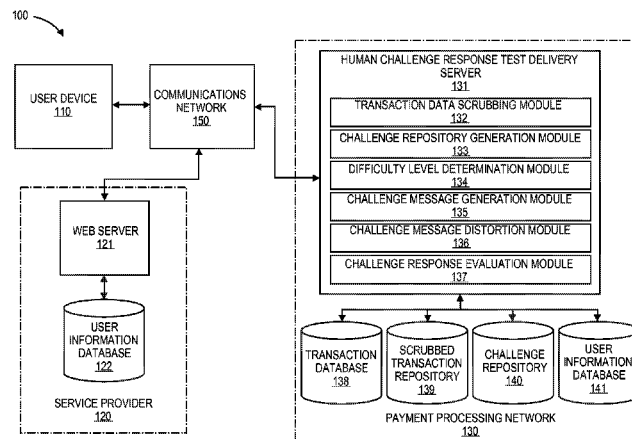 100
USER DEVICE
110
COMMUNICATIONS
NETWORK
150
HUMAN CHALLENGE RESPONSE TEST DELIVERY
SERVER
131
TRANSACTION DATA SCRUBBING MODULE
132
CHALLENGE REPOSITORY GENERATION MODULE
133
DIFFICULTY LEVEL DETERMINATION MODULE
134
CHALLENGE MESSAGE GENERATION MODULE
135
CHALLENGE MESSAGE DISTORTION MODULE
136
CHALLENGE RESPONSE EVALUATION MODULE
137
WEB SERVER
121
USER
INFORMATION
DATABASE
122
SERVICE PROVIDER
120
TRANSACTION
DATABASE
138
SCRUBBED
TRANSACTION
REPOSITORY
139
CHALLENGE
REPOSITORY
140
USER
INFORMATION
DATABASE
141
PAYMENT PROCESSING NETWORK
130